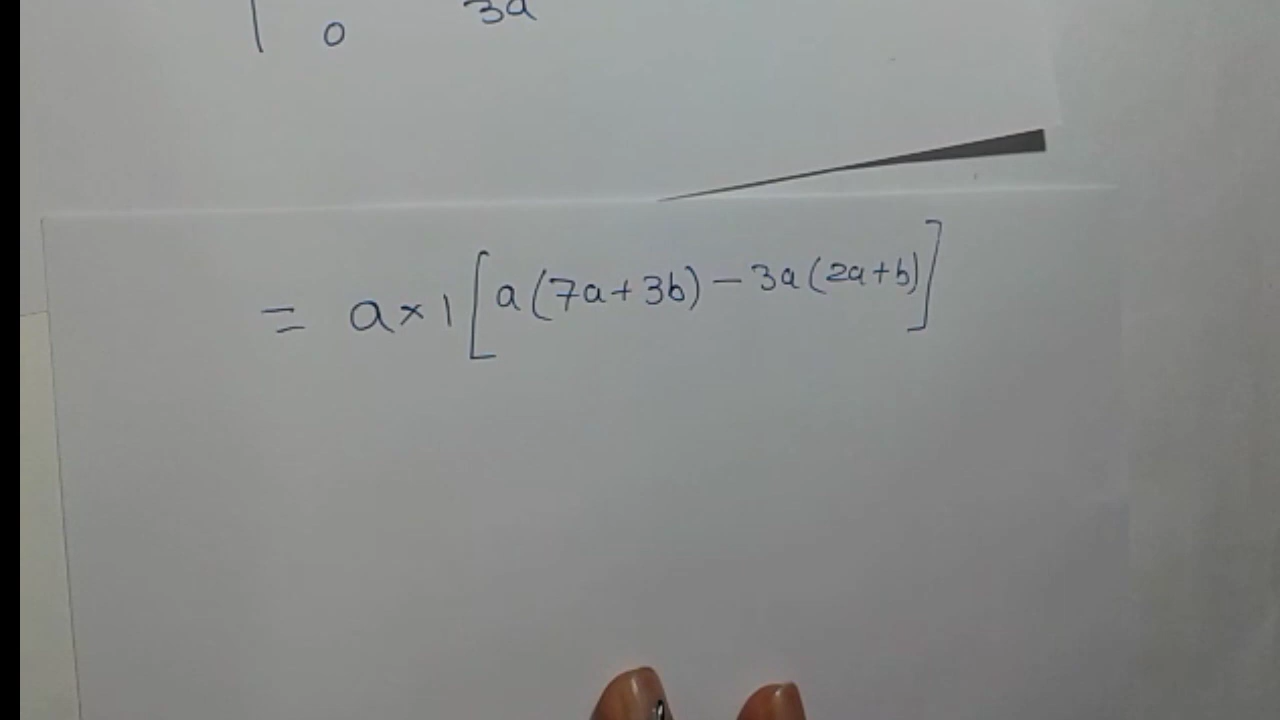 | 0 3a
= a × 1 [a(7a + 3b) − 3a(2a + b)]